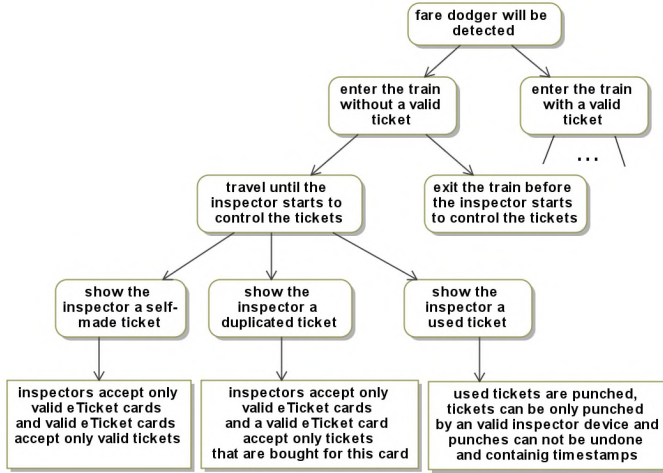 fare dodger will be
detected
enter the train
without a valid
ticket
enter the train
with a valid
ticket
...
travel until the
inspector starts to
control the tickets
exit the train before
the inspector starts
to control the tickets
show the
inspector a self-
made ticket
show the
inspector a
duplicated ticket
show the
inspector a
used ticket
inspectors accept only
valid eTicket cards
and valid eTicket cards
accept only valid tickets
inspectors accept only
valid eTicket cards
and a valid eTicket card
accept only tickets
that are bought for this card
used tickets are punched,
tickets can be only punched
by an valid inspector device and
punches can not be undone
and containig timestamps